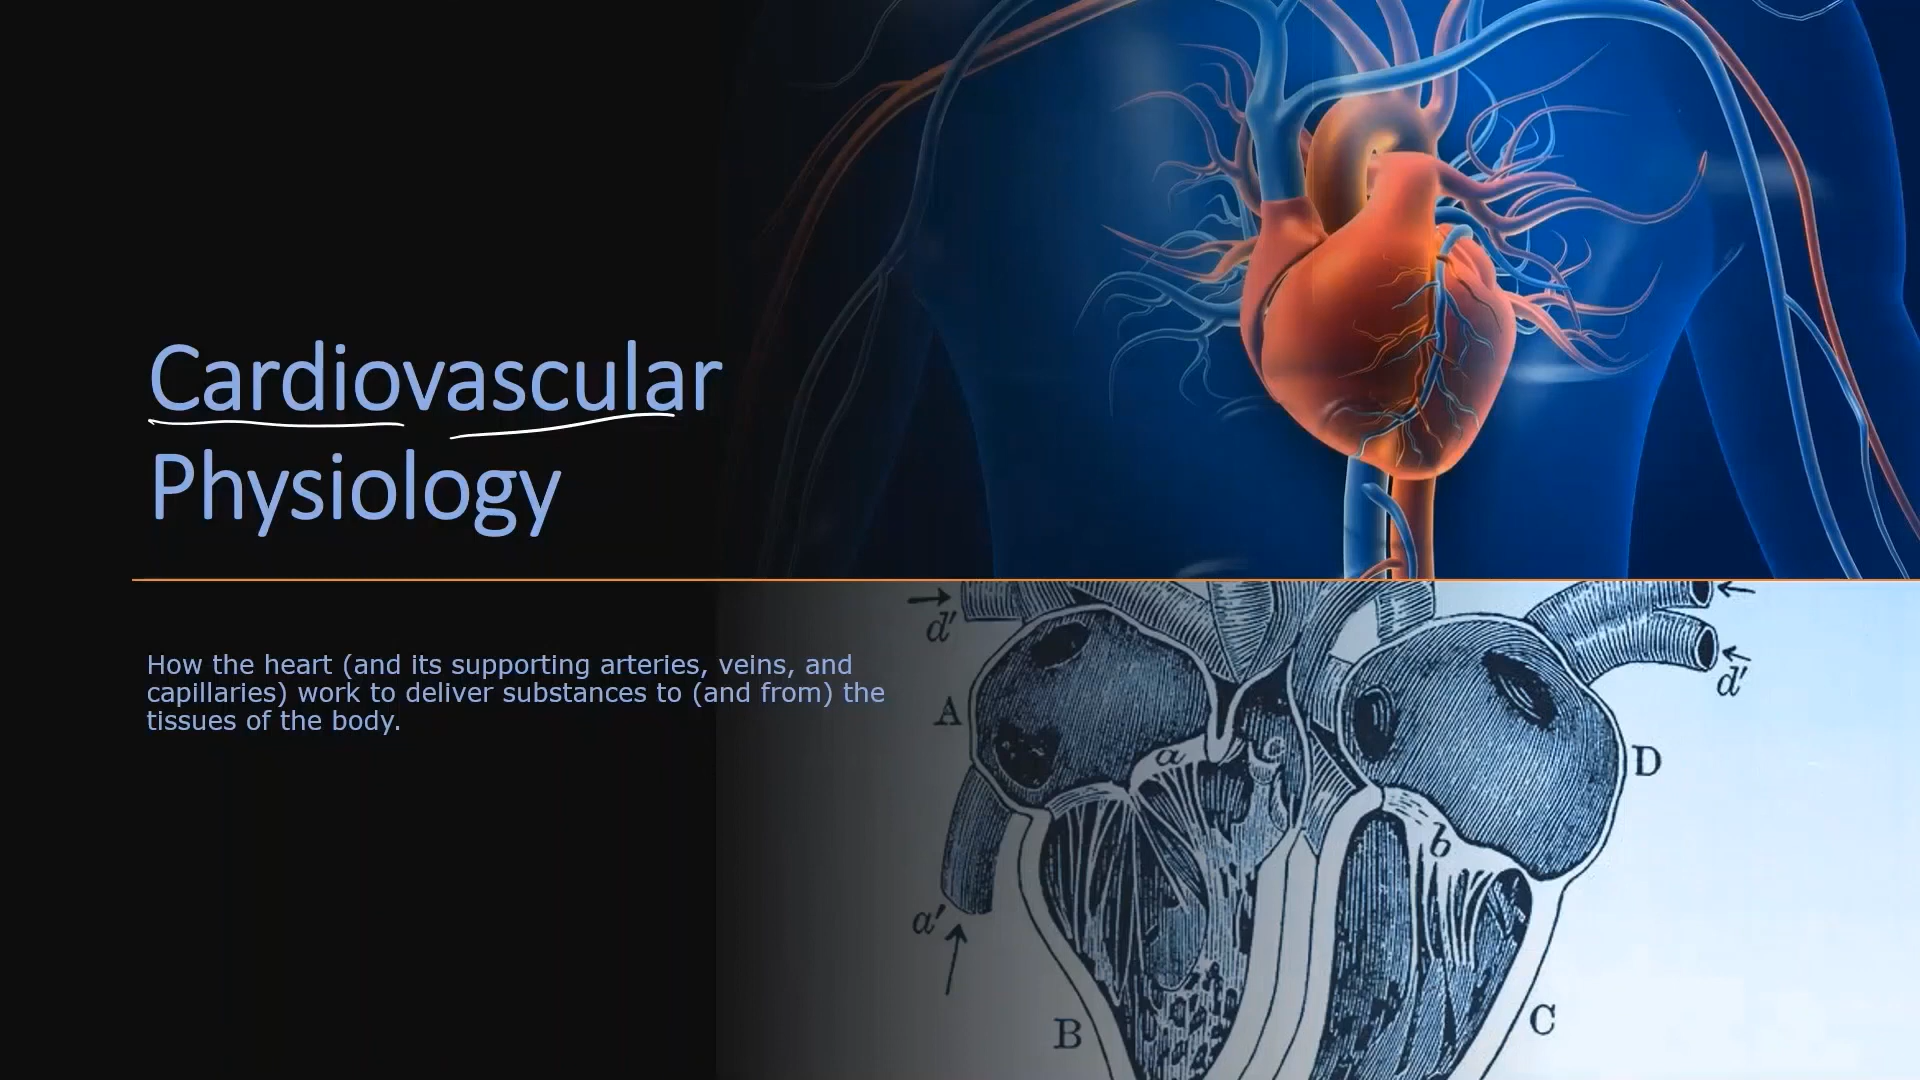 Cardiovascular
Physiology
How the heart (and its supporting arteries, veins, and
capillaries) work to deliver substances to (and from) the
tissues of the body.
d'
d'
A
a
c
D
b
a'
B
C